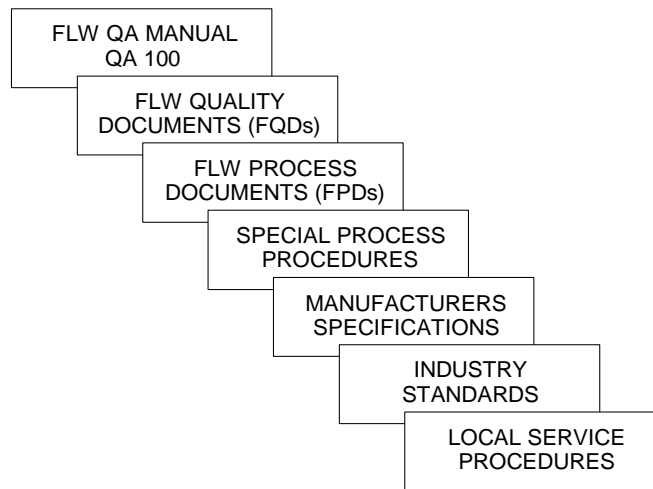 FLW QA MANUAL
QA 100
FLW QUALITY
DOCUMENTS (FQDs)
FLW PROCESS
DOCUMENTS (FPDs)
SPECIAL PROCESS
PROCEDURES
MANUFACTURERS
SPECIFICATIONS
INDUSTRY
STANDARDS
LOCAL SERVICE
PROCEDURES